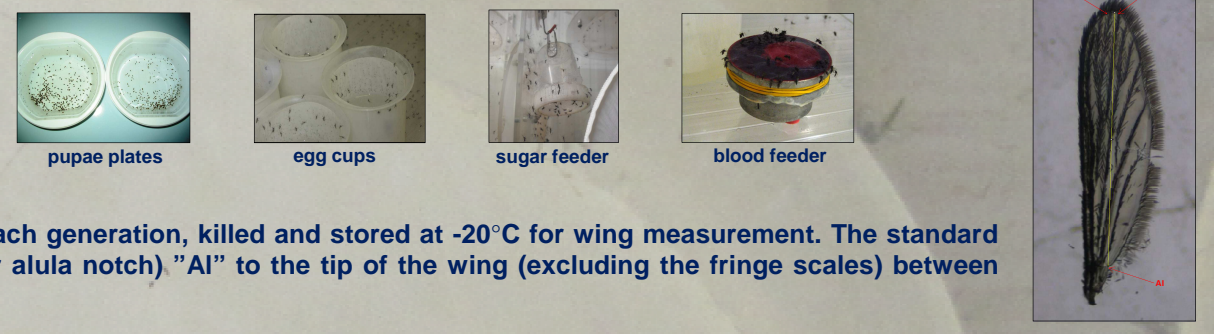 pupae plates
egg cups
sugar feeder
blood feeder
ach generation, killed and stored at -20°C for wing measurement. The standard
alula notch) "Al" to the tip of the wing (excluding the fringe scales) between
Al